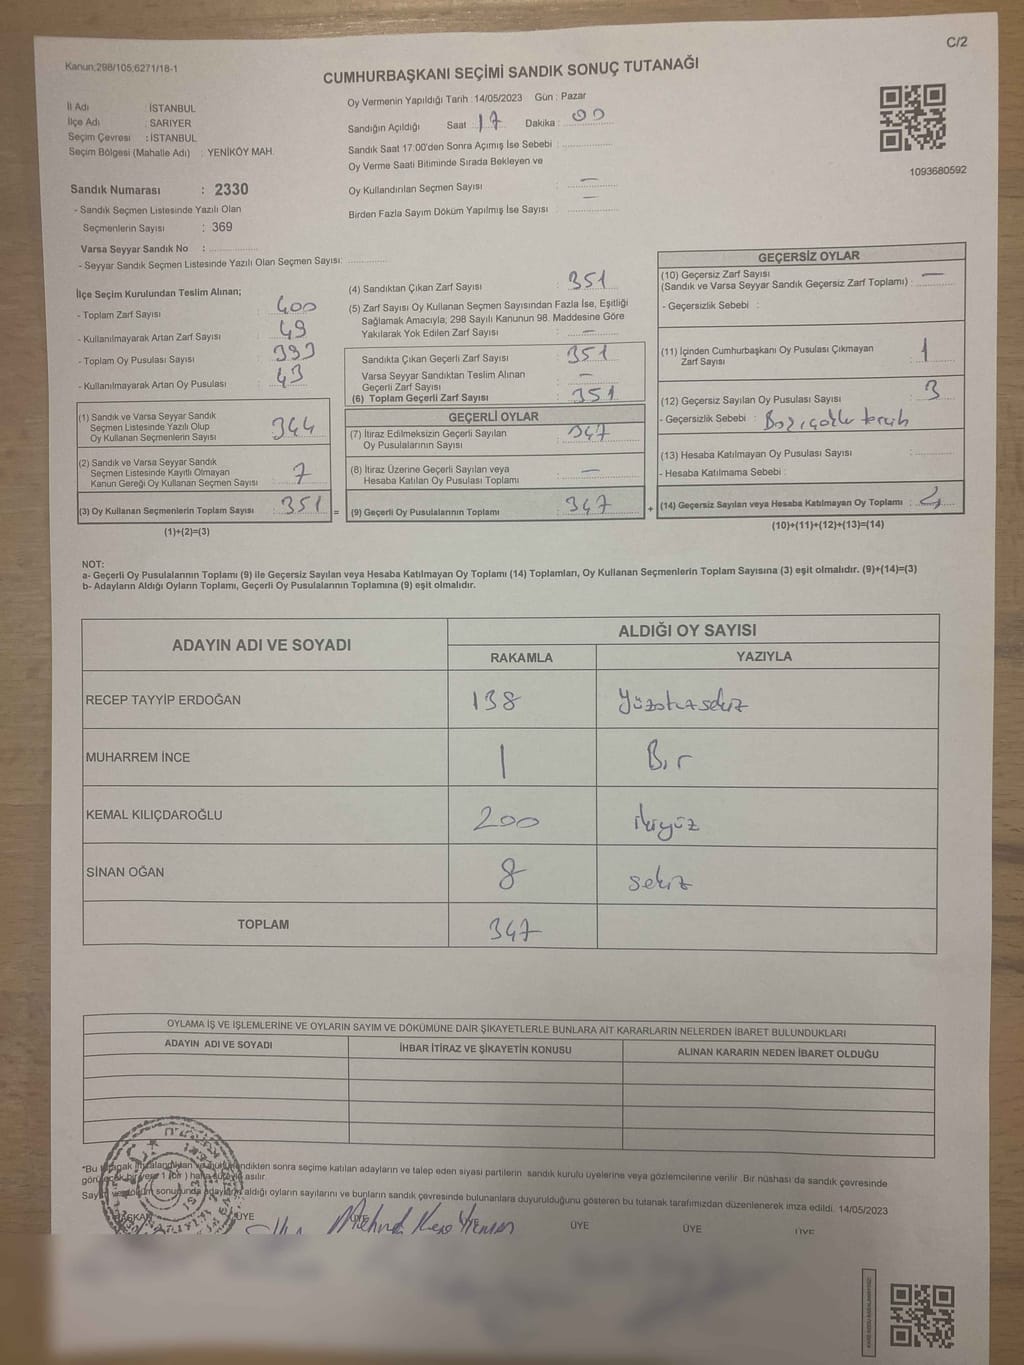 C/2
Kanun;298/105;6271/18-1
CUMHURBAŞKANI SEÇİMİ SANDIK SONUÇ TUTANAĞI
İl Adı : İSTANBUL
İlçe Adı : SARIYER
Seçim Çevresi : İSTANBUL
Seçim Bölgesi (Mahalle Adı) : YENİKÖY MAH.
Sandık Numarası : 2330
- Sandık Seçmen Listesinde Yazılı Olan
Seçmenlerin Sayısı : 369
Varsa Seyyar Sandık No :
- Seyyar Sandık Seçmen Listesinde Yazılı Olan Seçmen Sayısı:
Oy Vermenin Yapıldığı Tarih : 14/05/2023 Gün : Pazar
Sandığın Açıldığı Saat 17 Dakika : 00
Sandık Saat 17:00'den Sonra Açımış İse Sebebi :
Oy Verme Saati Bitiminde Sırada Bekleyen ve
Oy Kullandırılan Seçmen Sayısı : —
Birden Fazla Sayım Döküm Yapılmış İse Sayısı : —
1093680592
İlçe Seçim Kurulundan Teslim Alınan;
- Toplam Zarf Sayısı : 400
- Kullanılmayarak Artan Zarf Sayısı : 49
- Toplam Oy Pusulası Sayısı : 393
- Kullanılmayarak Artan Oy Pusulası : 43
(1) Sandık ve Varsa Seyyar Sandık
Seçmen Listesinde Yazılı Olup
Oy Kullanan Seçmenlerin Sayısı : 344
(2) Sandık ve Varsa Seyyar Sandık
Seçmen Listesinde Kayıtlı Olmayan
Kanun Gereği Oy Kullanan Seçmen Sayısı : 7
(3) Oy Kullanan Seçmenlerin Toplam Sayısı : 351
(1)+(2)=(3)
(4) Sandıktan Çıkan Zarf Sayısı : 351
(5) Zarf Sayısı Oy Kullanan Seçmen Sayısından Fazla İse, Eşitliği
Sağlamak Amacıyla; 298 Sayılı Kanunun 98. Maddesine Göre
Yakılarak Yok Edilen Zarf Sayısı : —
Sandıkta Çıkan Geçerli Zarf Sayısı : 351
Varsa Seyyar Sandıktan Teslim Alınan
Geçerli Zarf Sayısı : —
(6) Toplam Geçerli Zarf Sayısı : 351
GEÇERLİ OYLAR
(7) İtiraz Edilmeksizin Geçerli Sayılan
Oy Pusulalarının Sayısı : 347
(8) İtiraz Üzerine Geçerli Sayılan veya
Hesaba Katılan Oy Pusulası Toplamı : —
= (9) Geçerli Oy Pusulalarının Toplamı : 347
GEÇERSİZ OYLAR
(10) Geçersiz Zarf Sayısı
(Sandık ve Varsa Seyyar Sandık Geçersiz Zarf Toplamı) : —
- Geçersizlik Sebebi :
(11) İçinden Cumhurbaşkanı Oy Pusulası Çıkmayan
Zarf Sayısı : 1
(12) Geçersiz Sayılan Oy Pusulası Sayısı : 3
- Geçersizlik Sebebi : tercih
(13) Hesaba Katılmayan Oy Pusulası Sayısı :
- Hesaba Katılmama Sebebi :
+ (14) Geçersiz Sayılan veya Hesaba Katılmayan Oy Toplamı : 4
(10)+(11)+(12)+(13)=(14)
NOT:
a- Geçerli Oy Pusulalarının Toplamı (9) ile Geçersiz Sayılan veya Hesaba Katılmayan Oy Toplamı (14) Toplamları, Oy Kullanan Seçmenlerin Toplam Sayısına (3) eşit olmalıdır. (9)+(14)=(3)
b- Adayların Aldığı Oyların Toplamı, Geçerli Oy Pusulalarının Toplamına (9) eşit olmalıdır.
ADAYIN ADI VE SOYADI ALDIĞI OY SAYISI
RAKAMLA YAZIYLA
RECEP TAYYİP ERDOĞAN 138 Yüzotuzsekiz
MUHARREM İNCE 1 Bir
KEMAL KILIÇDAROĞLU 200 ikiyüz
SİNAN OĞAN 8 sekiz
TOPLAM 347
OYLAMA İŞ VE İŞLEMLERİNE VE OYLARIN SAYIM VE DÖKÜMÜNE DAİR ŞİKAYETLERLE BUNLARA AİT KARARLARIN NELERDEN İBARET BULUNDUKLARI
ADAYIN ADI VE SOYADI İHBAR İTİRAZ VE ŞİKAYETİN KONUSU ALINAN KARARIN NEDEN İBARET OLDUĞU
sonra seçime katılan adayların ve talep eden siyasi partilerin sandık kurulu üyelerine veya gözlemcilerine verilir. Bir nüshası da sandık çevresinde
asılır.
aldığı oyların sayılarını ve bunların sandık çevresinde bulunanlara duyurulduğunu gösteren bu tutanak tarafımızdan düzenlenerek imza edildi. 14/05/2023
ÜYE ÜYE ÜYE ÜYE